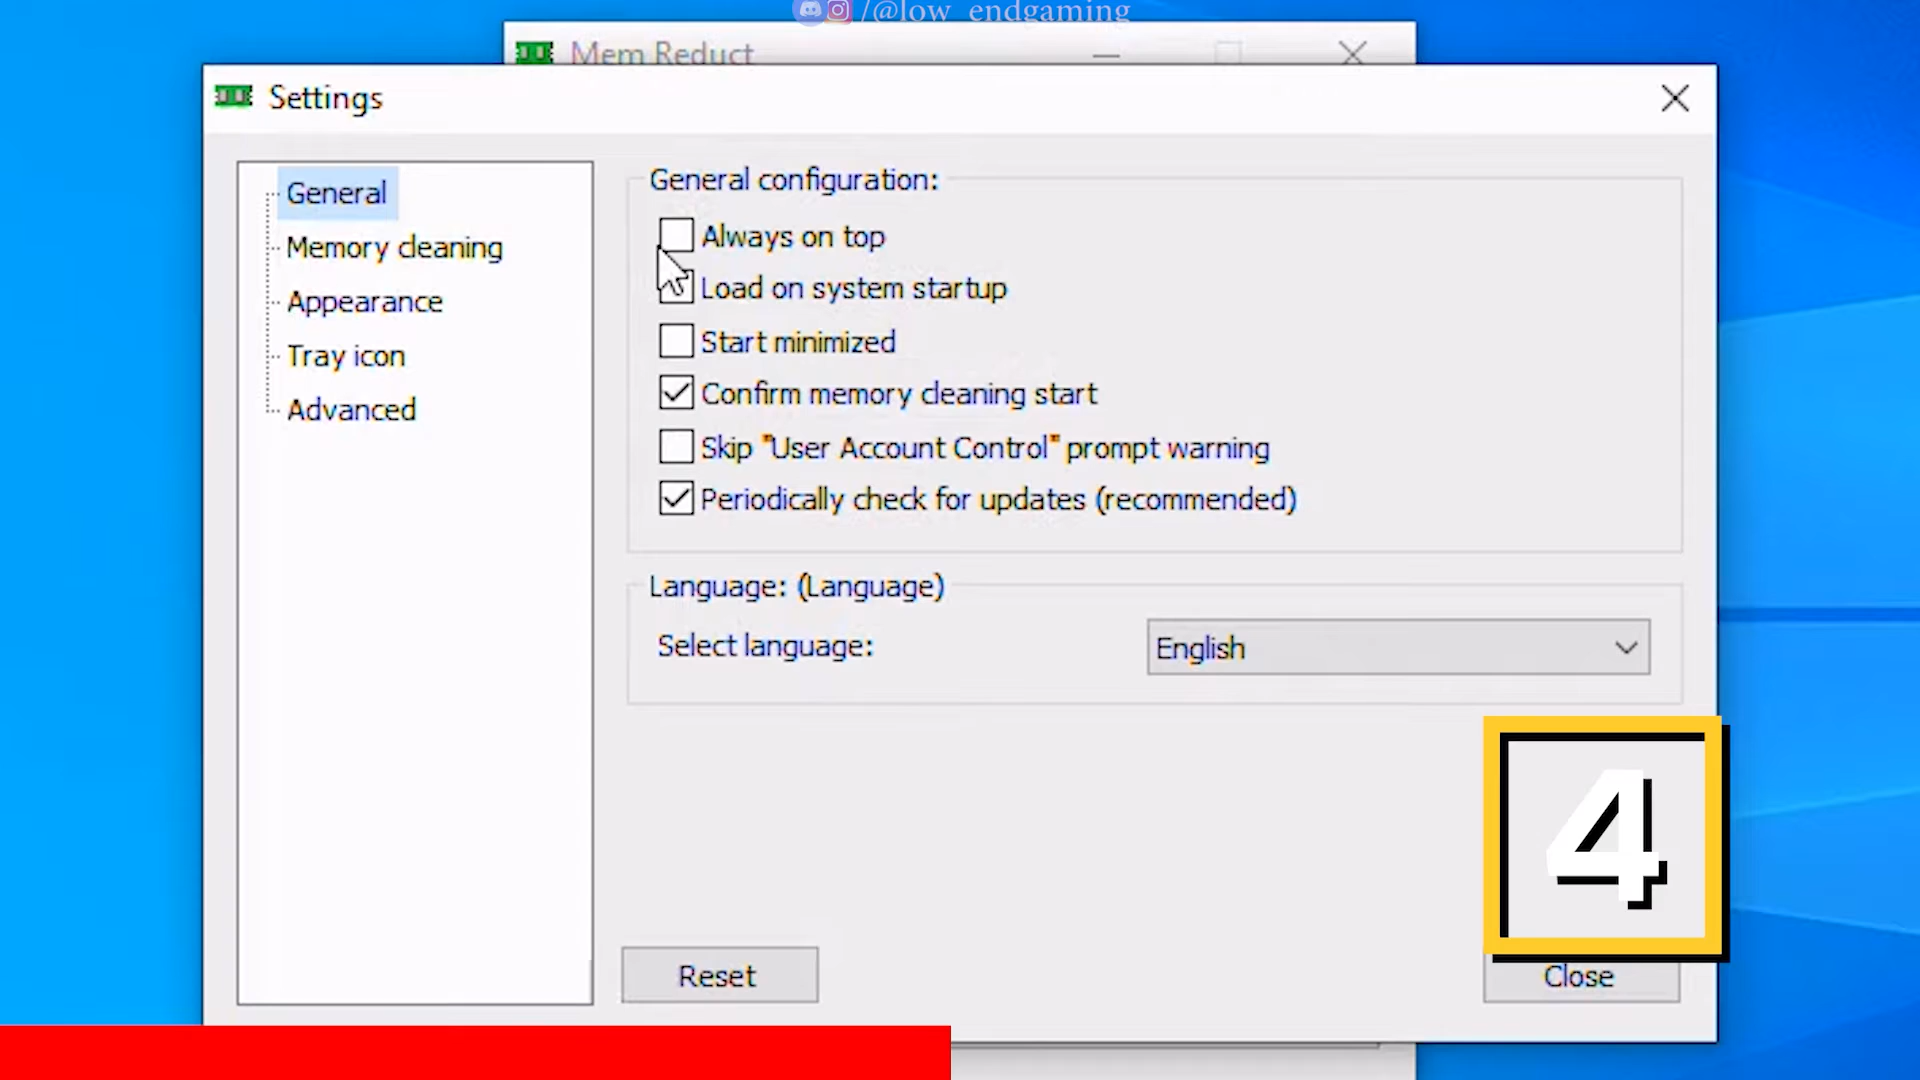 /@low_endgaming
Mem Reduct
Settings
General
Memory cleaning
Appearance
Tray icon
Advanced
General configuration:
Always on top
Load on system startup
Start minimized
Confirm memory cleaning start
Skip "User Account Control" prompt warning
Periodically check for updates (recommended)
Language: (Language)
Select language:
English
4
Reset
Close